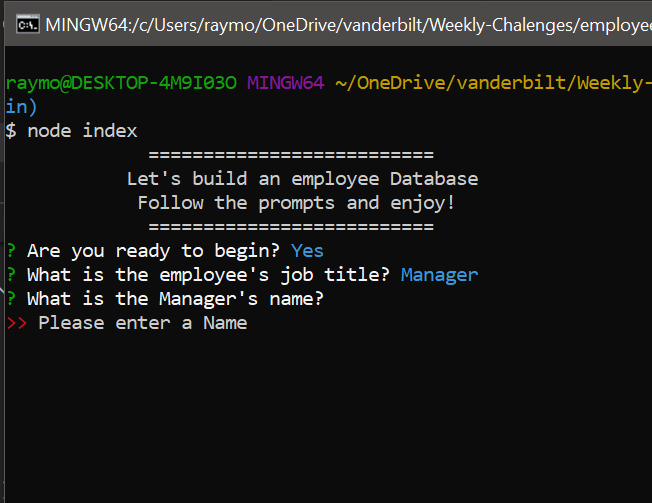 MINGW64:/c/Users/raymo/OneDrive/vanderbilt/Weekly-Chalenges/employee
raymo@DESKTOP-4M9I03O MINGW64 ~/OneDrive/vanderbilt/Weekly-
in)
$ node index
==========================
Let's build an employee Database
Follow the prompts and enjoy!
==========================
? Are you ready to begin? Yes
? What is the employee's job title? Manager
? What is the Manager's name?
>> Please enter a Name